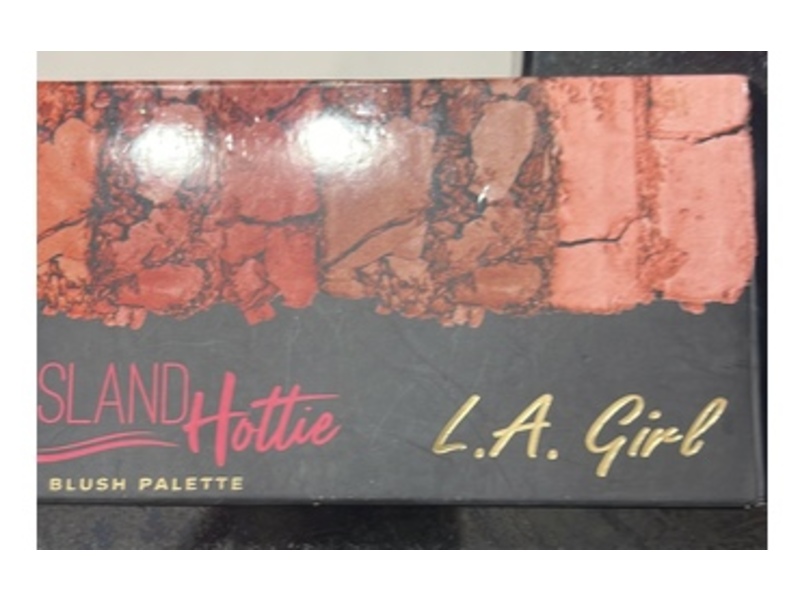 SLAND Hottie
L.A. Girl
BLUSH PALETTE